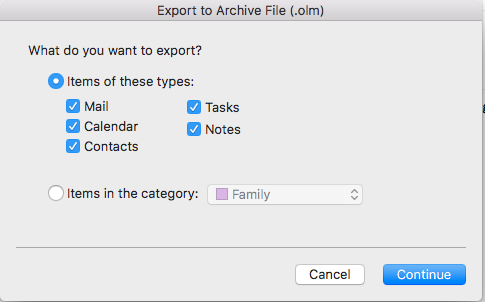 Export to Archive File (.olm)
What do you want to export?
Items of these types:
Mail
Tasks
Calendar
Notes
Contacts
Items in the category:
Family
Cancel
Continue